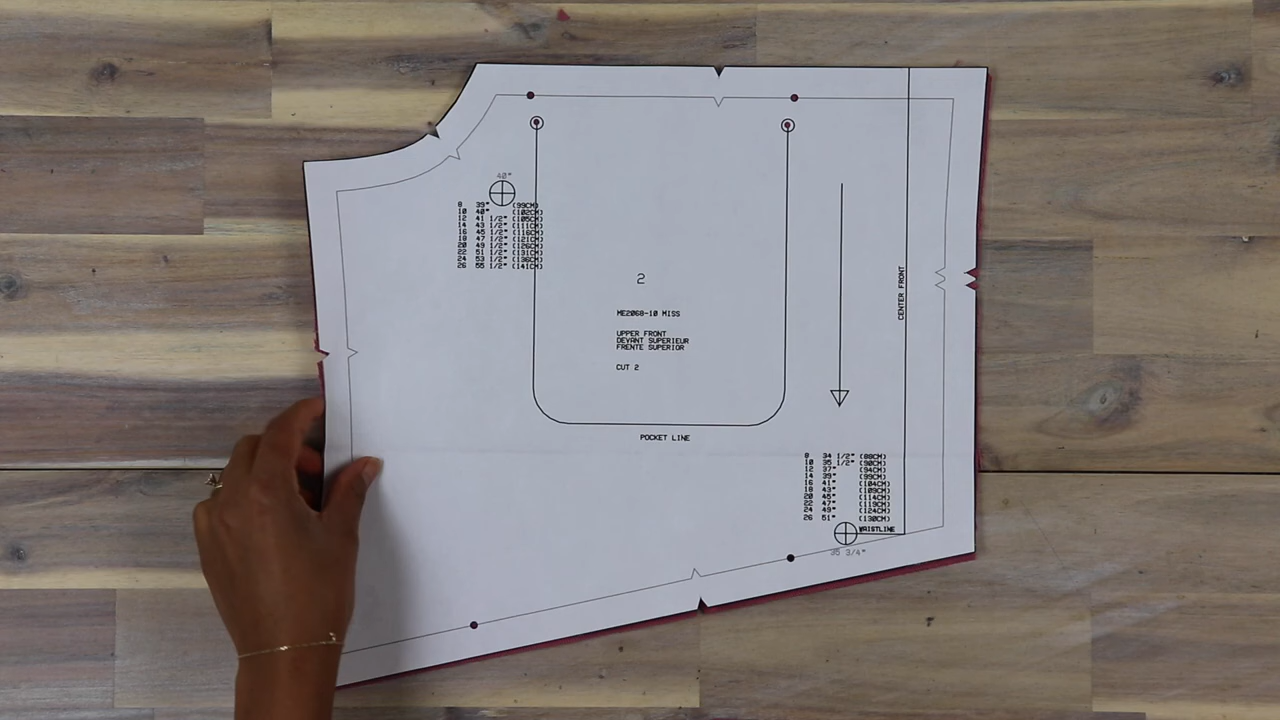 40"
8 39" (99CM)
10 40" (102CM)
12 41 1/2" (105CM)
14 43 1/2" (111CM)
16 45 1/2" (116CM)
18 47 1/2" (121CM)
20 49 1/2" (126CM)
22 51 1/2" (131CM)
24 53 1/2" (136CM)
26 55 1/2" (141CM)
2
ME2068-10 MISS
UPPER FRONT
DEVANT SUPERIEUR
FRENTE SUPERIOR
CUT 2
POCKET LINE
CENTER FRONT
8 34 1/2" (88CM)
10 35 1/2" (90CM)
12 37" (94CM)
14 39" (99CM)
16 41" (104CM)
18 43" (109CM)
20 45" (114CM)
22 47" (119CM)
24 49" (124CM)
26 51" (130CM)
WAISTLINE
35 3/4"